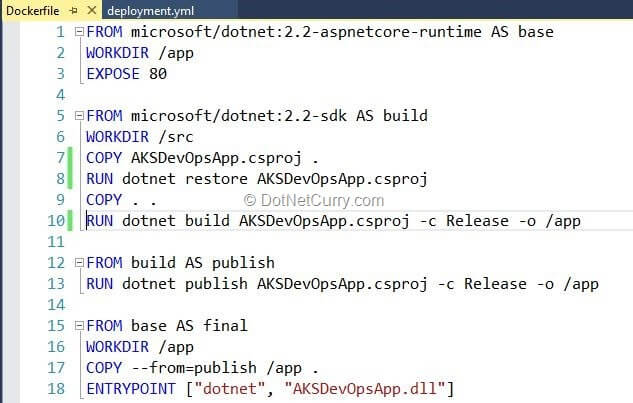 Dockerfile deployment.yml
1 FROM microsoft/dotnet:2.2-aspnetcore-runtime AS base
2 WORKDIR /app
3 EXPOSE 80
4
5 FROM microsoft/dotnet:2.2-sdk AS build
6 WORKDIR /src
7 COPY AKSDevOpsApp.csproj .
8 RUN dotnet restore AKSDevOpsApp.csproj
9 COPY . .
© DotNetCurry.com
10 RUN dotnet build AKSDevOpsApp.csproj -c Release -o /app
11
12 FROM build AS publish
13 RUN dotnet publish AKSDevOpsApp.csproj -c Release -o /app
14
15 FROM base AS final
16 WORKDIR /app
17 COPY --from=publish /app .
18 ENTRYPOINT ["dotnet", "AKSDevOpsApp.dll"]